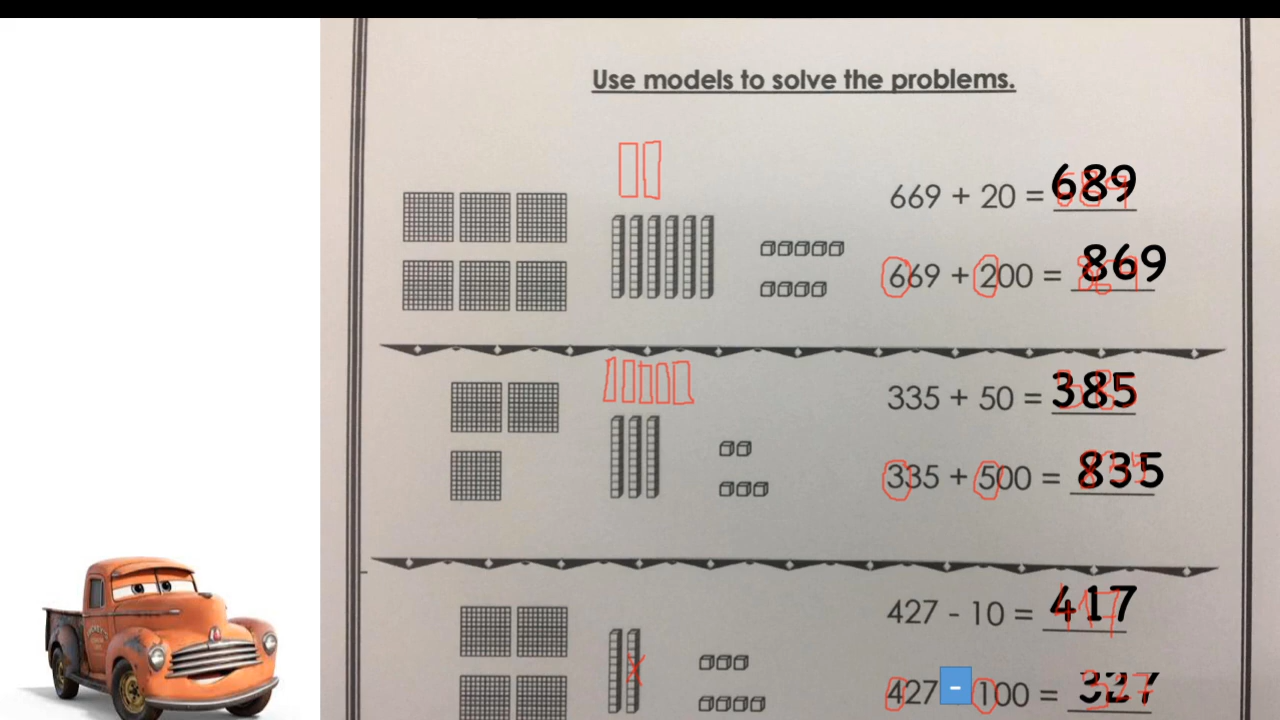 Use models to solve the problems.
669 + 20 = 689
669 + 200 = 869
335 + 50 = 385
335 + 500 = 835
427 - 10 = 417
427 - 100 = 327